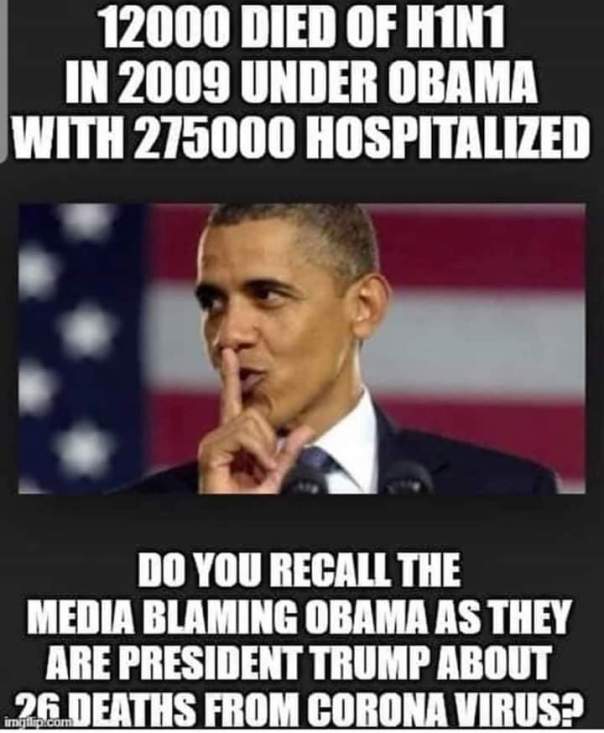 12000 DIED OF H1N1
IN 2009 UNDER OBAMA
WITH 275000 HOSPITALIZED
DO YOU RECALL THE
MEDIA BLAMING OBAMA AS THEY
ARE PRESIDENT TRUMP ABOUT
26 DEATHS FROM CORONA VIRUS?
imgflip.com